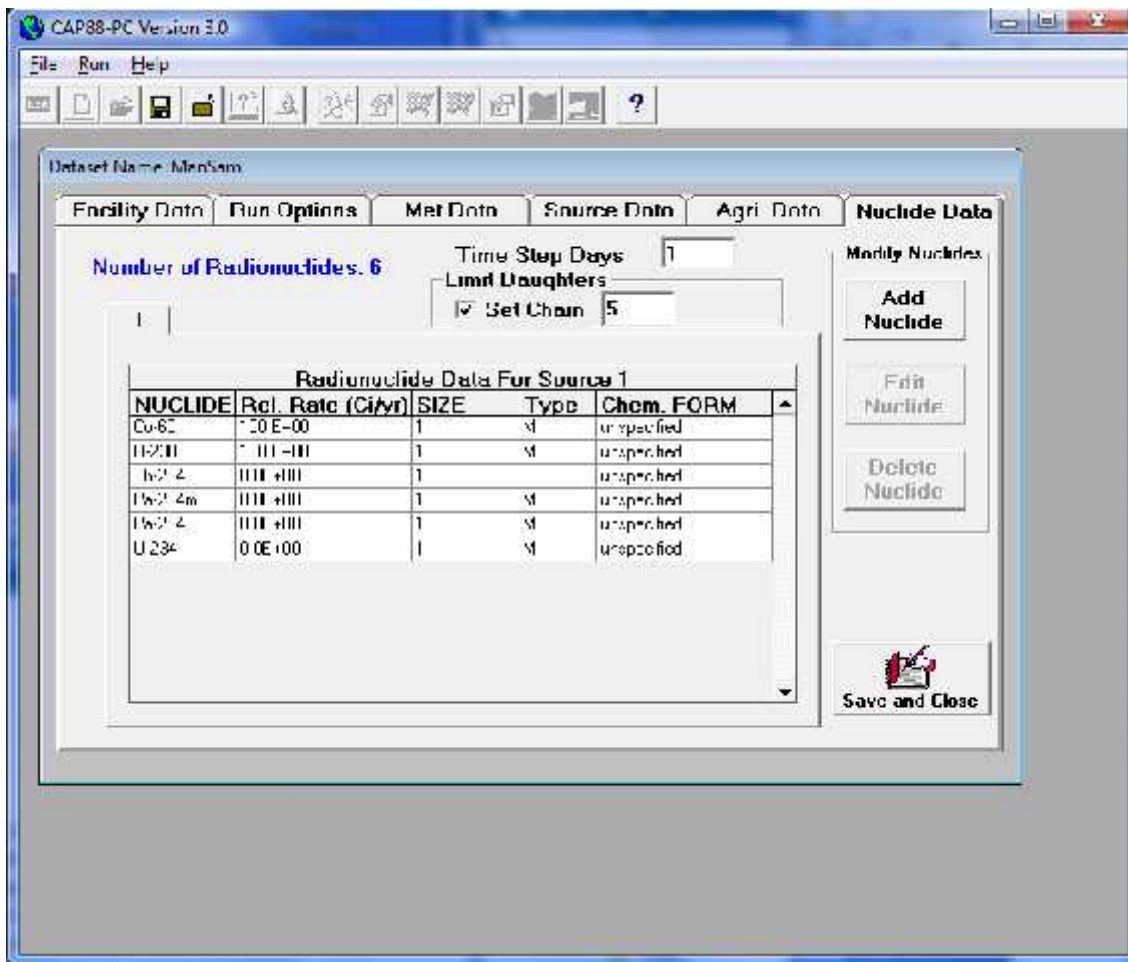 CAP88-PC Version 3.0
File Run Help
Dataset Name: ManSam
Facility Data Run Options Met Data Source Data Agri. Data Nuclide Data
Number of Radionuclides: 6
Time Step Days 1
Limit Daughters
Set Chain 5
1
Modify Nuclides
Add Nuclide
Edit Nuclide
Delete Nuclide
Radionuclide Data For Source 1
NUCLIDE Rel. Rate (Ci/yr) SIZE Type Chem. FORM
1 M unspecified
1 M unspecified
1 unspecified
1 M unspecified
1 M unspecified
U-234 0.0E+00 1 M unspecified
Save and Close